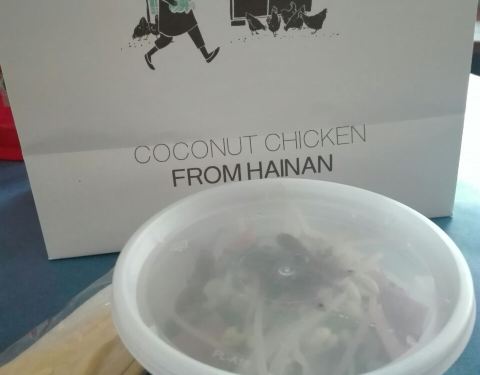 COCONUT CHICKEN
FROM HAINAN